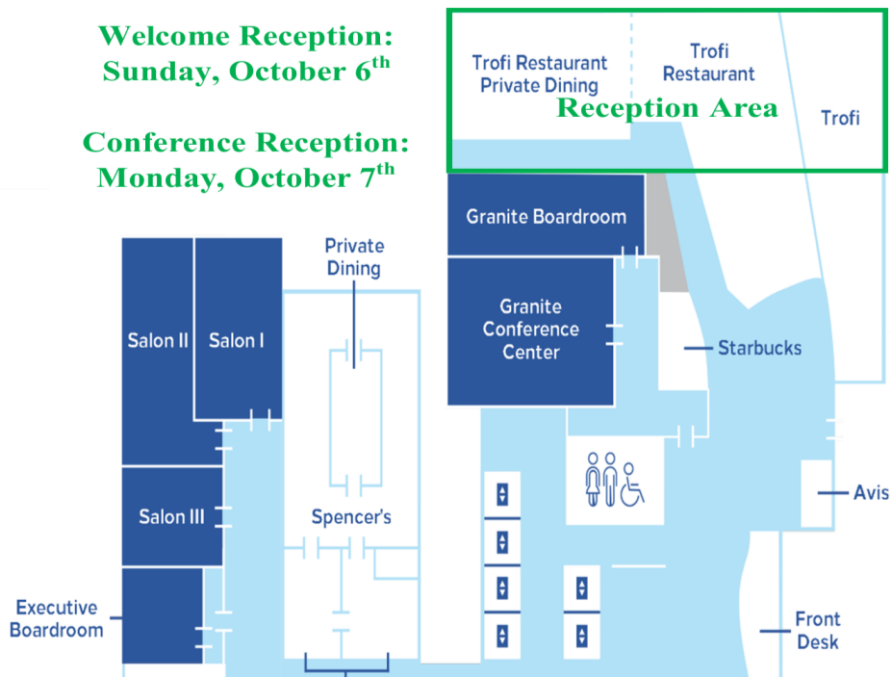 Welcome Reception:
Sunday, October 6th
Conference Reception:
Monday, October 7th
Trofi Restaurant
Private Dining
Trofi
Restaurant
Reception Area
Trofi
Granite Boardroom
Private
Dining
Salon II
Salon I
Granite
Conference
Center
Starbucks
Salon III
Spencer's
Avis
Executive
Boardroom
Front
Desk